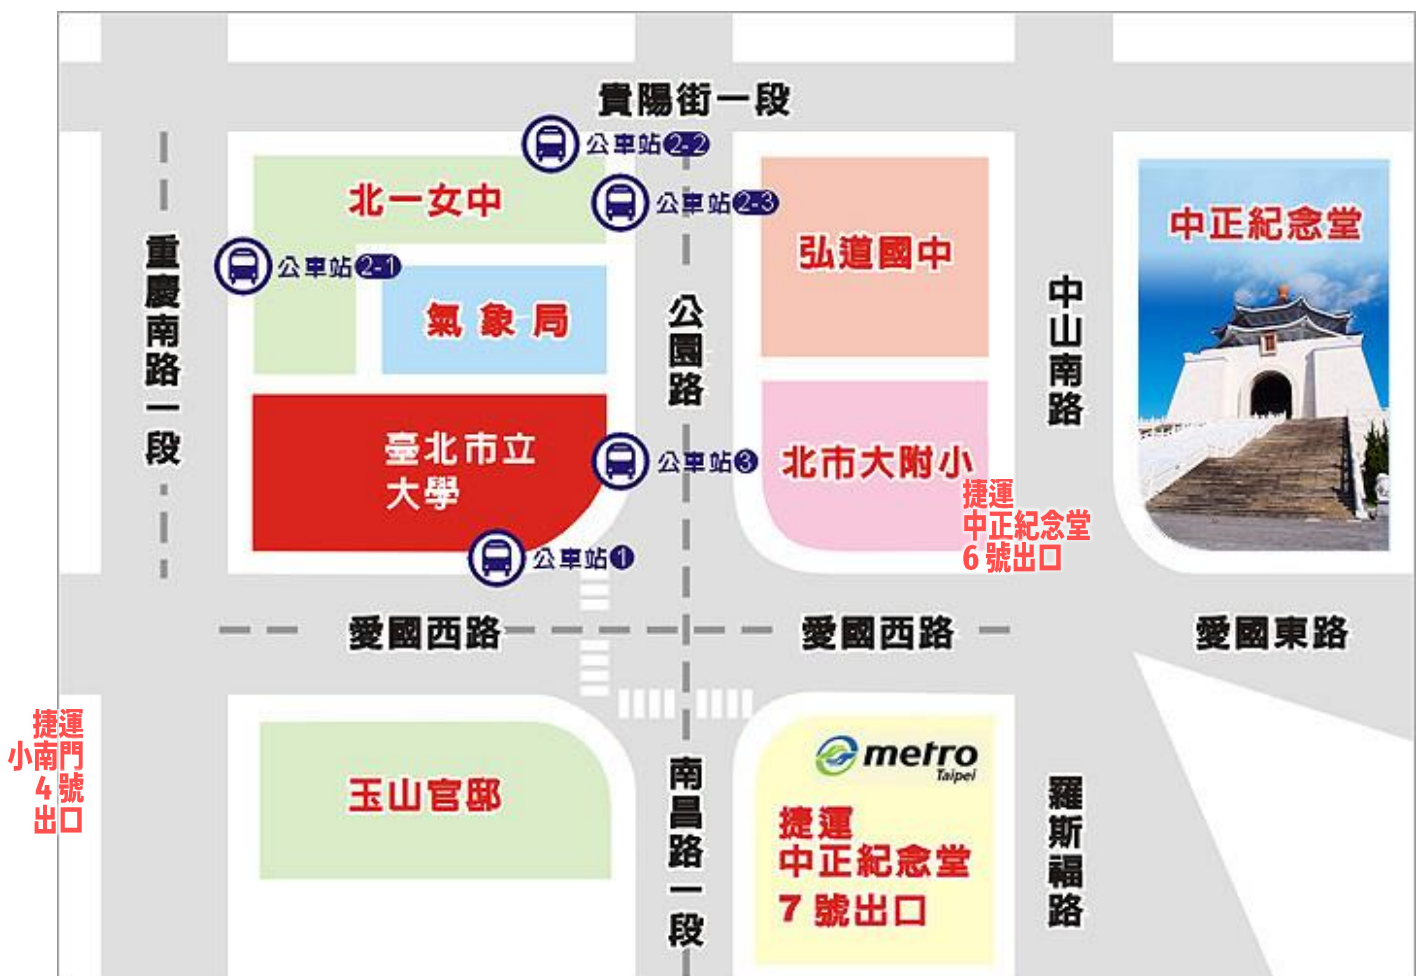 貴陽街一段
公車站2-2
北一女中
公車站2-3
中正紀念堂
弘道國中
公車站2-1
重慶南路一段
氣象局
公園路
中山南路
臺北市立
大學
公車站3
北市大附小
捷運
中正紀念堂
6號出口
公車站1
愛國西路
愛國西路
愛國東路
捷運
小南門
4號
出口
玉山官邸
南昌路一段
metro
Taipei
捷運
中正紀念堂
7號出口
羅斯福路